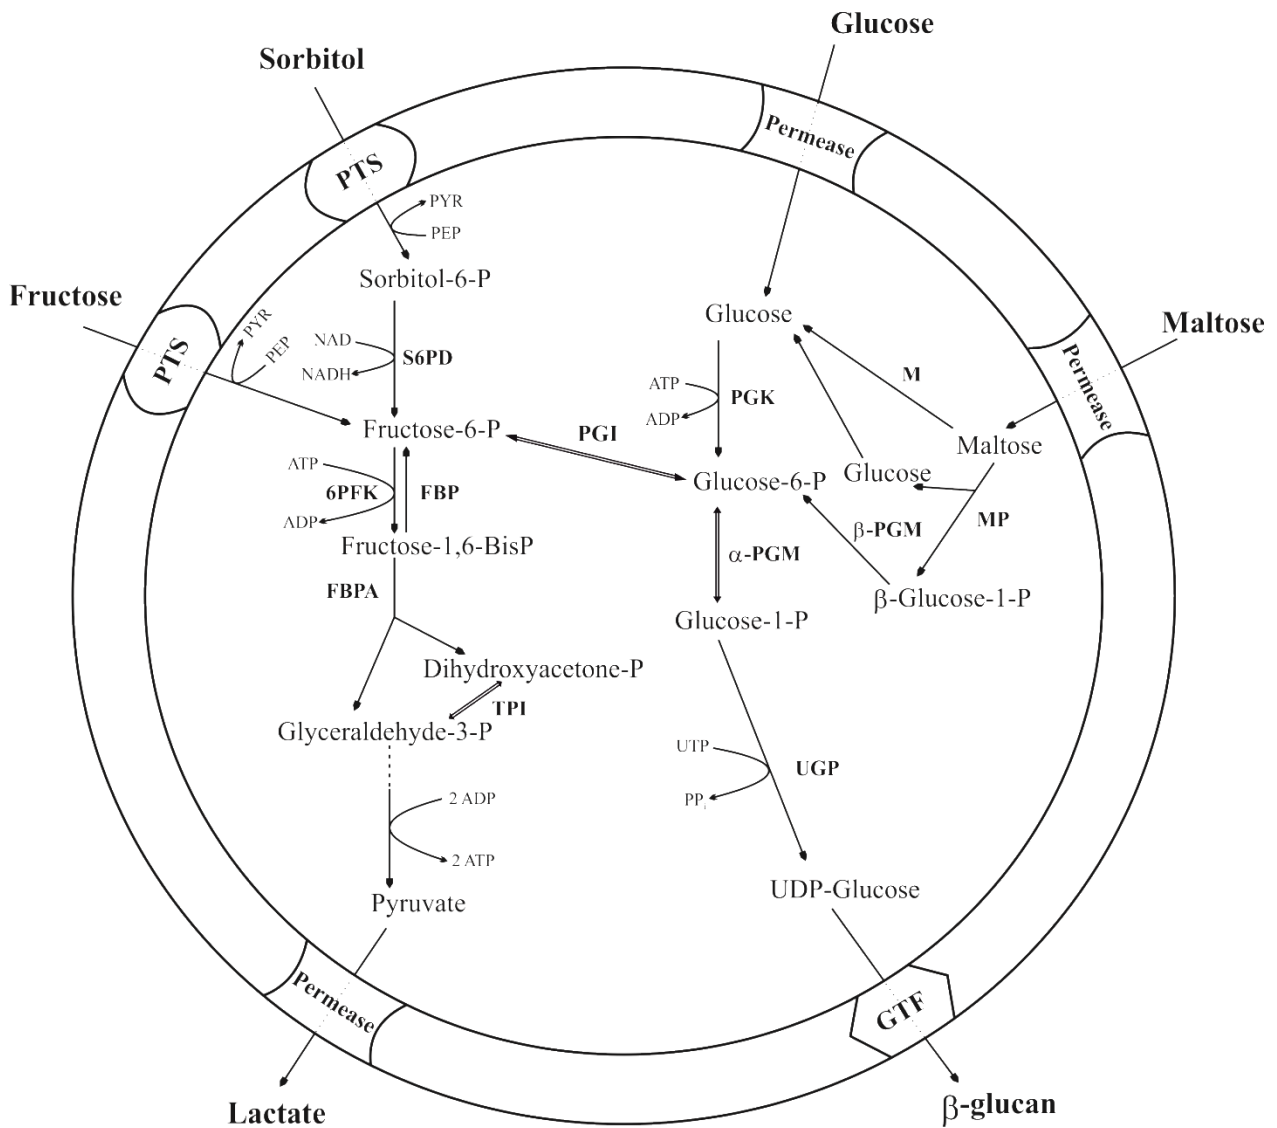 Glucose
Sorbitol
Permease
PTS
PYR
PEP
Sorbitol-6-P
Fructose
Glucose
Maltose
PYR
PEP
PTS
NAD
S6PD
NADH
Permease
M
ATP
PGK
ADP
Fructose-6-P
PGI
Maltose
Glucose
Glucose-6-P
ATP
6PFK
FBP
ADP
β-PGM
MP
Fructose-1,6-BisP
α-PGM
FBPA
β-Glucose-1-P
Glucose-1-P
Dihydroxyacetone-P
TPI
Glyceraldehyde-3-P
UTP
UGP
PPi
2 ADP
2 ATP
UDP-Glucose
Pyruvate
Permease
GTF
Lactate
β-glucan